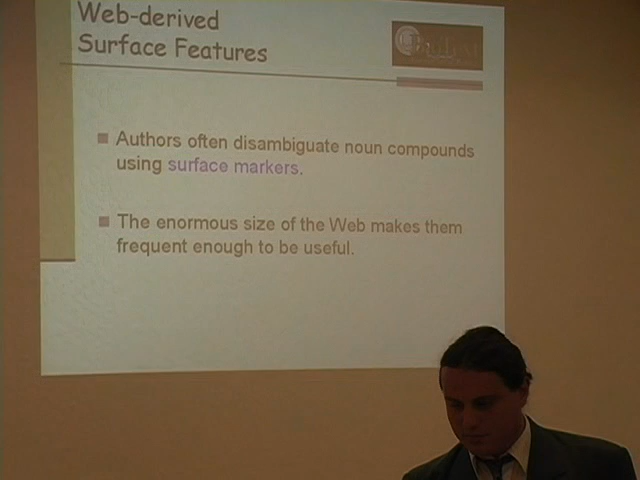 Web-derived
Surface Features
Authors often disambiguate noun compounds
using surface markers.
The enormous size of the Web makes them
frequent enough to be useful.